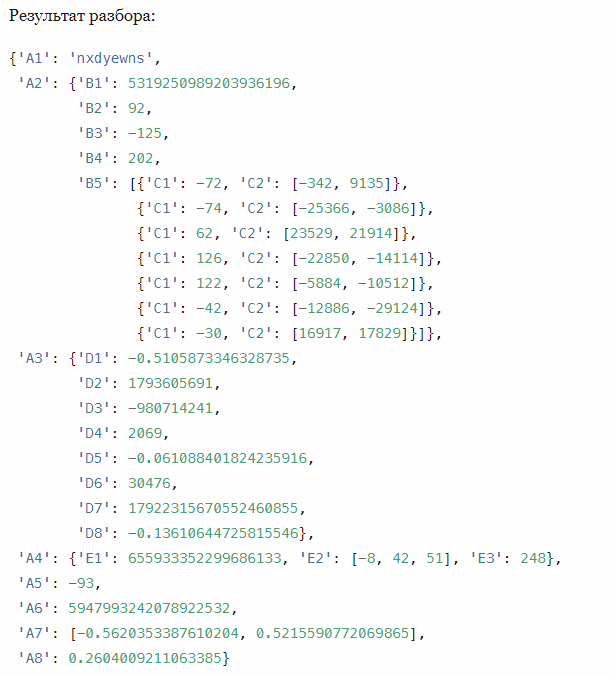 Результат разбора:
{'A1': 'nxdyewns',
 'A2': {'B1': 5319250989203936196,
        'B2': 92,
        'B3': -125,
        'B4': 202,
        'B5': [{'C1': -72, 'C2': [-342, 9135]},
               {'C1': -74, 'C2': [-25366, -3086]},
               {'C1': 62, 'C2': [23529, 21914]},
               {'C1': 126, 'C2': [-22850, -14114]},
               {'C1': 122, 'C2': [-5884, -10512]},
               {'C1': -42, 'C2': [-12886, -29124]},
               {'C1': -30, 'C2': [16917, 17829]}]},
 'A3': {'D1': -0.5105873346328735,
        'D2': 1793605691,
        'D3': -980714241,
        'D4': 2069,
        'D5': -0.061088401824235916,
        'D6': 30476,
        'D7': 17922315670552460855,
        'D8': -0.13610644725815546},
 'A4': {'E1': 655933352299686133, 'E2': [-8, 42, 51], 'E3': 248},
 'A5': -93,
 'A6': 5947993242078922532,
 'A7': [-0.5620353387610204, 0.5215590772069865],
 'A8': 0.2604009211063385}